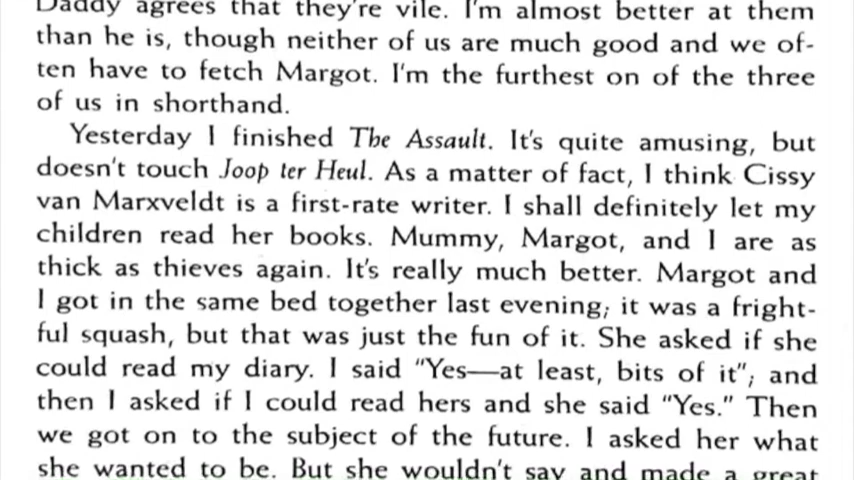 Daddy agrees that they're vile. I'm almost better at them
than he is, though neither of us are much good and we of-
ten have to fetch Margot. I'm the furthest on of the three
of us in shorthand.
Yesterday I finished The Assault. It's quite amusing, but
doesn't touch Joop ter Heul. As a matter of fact, I think Cissy
van Marxveldt is a first-rate writer. I shall definitely let my
children read her books. Mummy, Margot, and I are as
thick as thieves again. It's really much better. Margot and
I got in the same bed together last evening; it was a fright-
ful squash, but that was just the fun of it. She asked if she
could read my diary. I said "Yes—at least, bits of it"; and
then I asked if I could read hers and she said "Yes." Then
we got on to the subject of the future. I asked her what
she wanted to be. But she wouldn't say and made a great